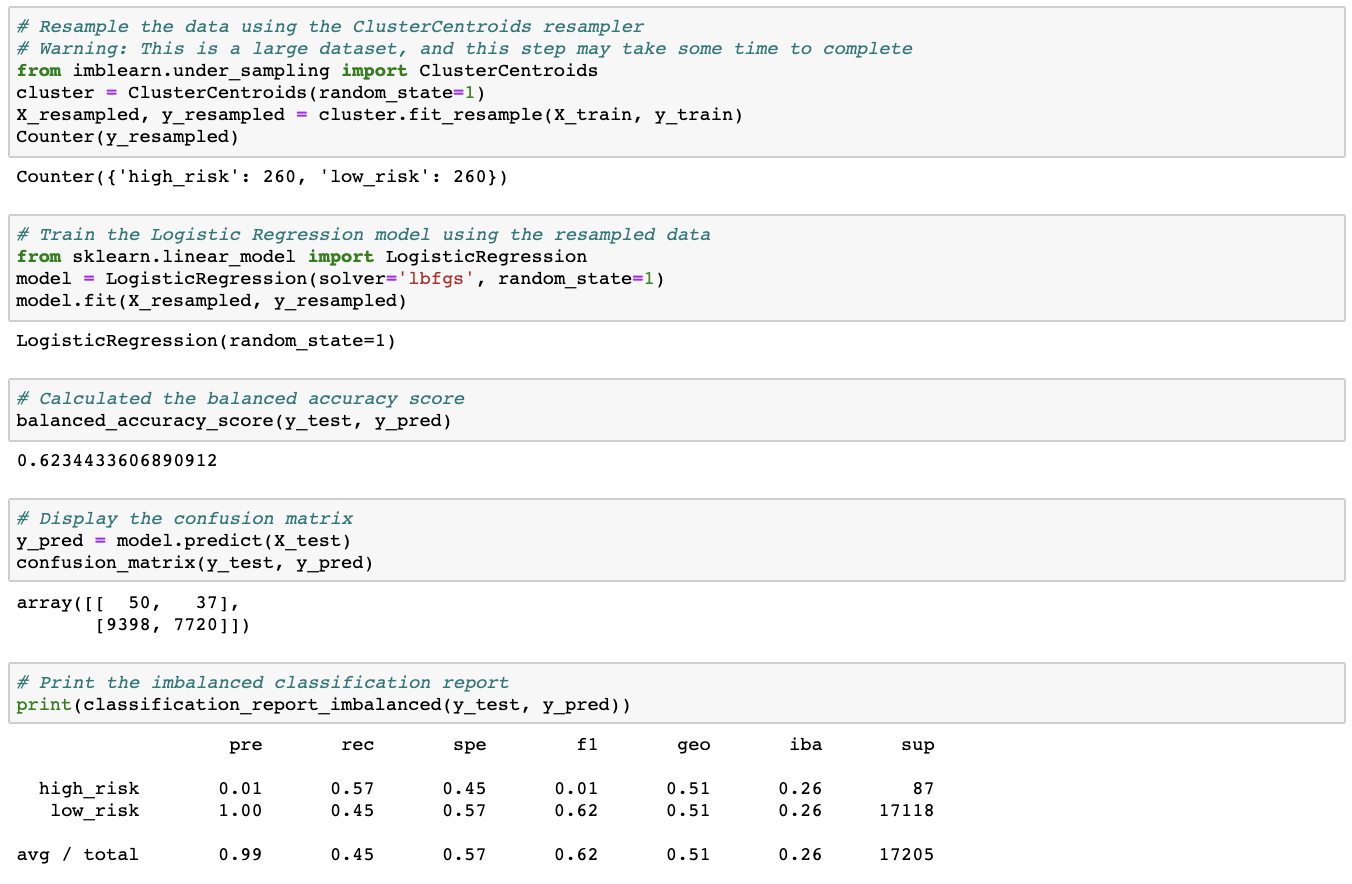 # Resample the data using the ClusterCentroids resampler
# Warning: This is a large dataset, and this step may take some time to complete
from imblearn.under_sampling import ClusterCentroids
cluster = ClusterCentroids(random_state=1)
X_resampled, y_resampled = cluster.fit_resample(X_train, y_train)
Counter(y_resampled)
Counter({'high_risk': 260, 'low_risk': 260})
# Train the Logistic Regression model using the resampled data
from sklearn.linear_model import LogisticRegression
model = LogisticRegression(solver='lbfgs', random_state=1)
model.fit(X_resampled, y_resampled)
LogisticRegression(random_state=1)
# Calculated the balanced accuracy score
balanced_accuracy_score(y_test, y_pred)
0.6234433606890912
# Display the confusion matrix
y_pred = model.predict(X_test)
confusion_matrix(y_test, y_pred)
array([[  50,   37],
       [9398, 7720]])
# Print the imbalanced classification report
print(classification_report_imbalanced(y_test, y_pred))
pre rec spe f1 geo iba sup
high_risk 0.01 0.57 0.45 0.01 0.51 0.26 87
low_risk 1.00 0.45 0.57 0.62 0.51 0.26 17118
avg / total 0.99 0.45 0.57 0.62 0.51 0.26 17205